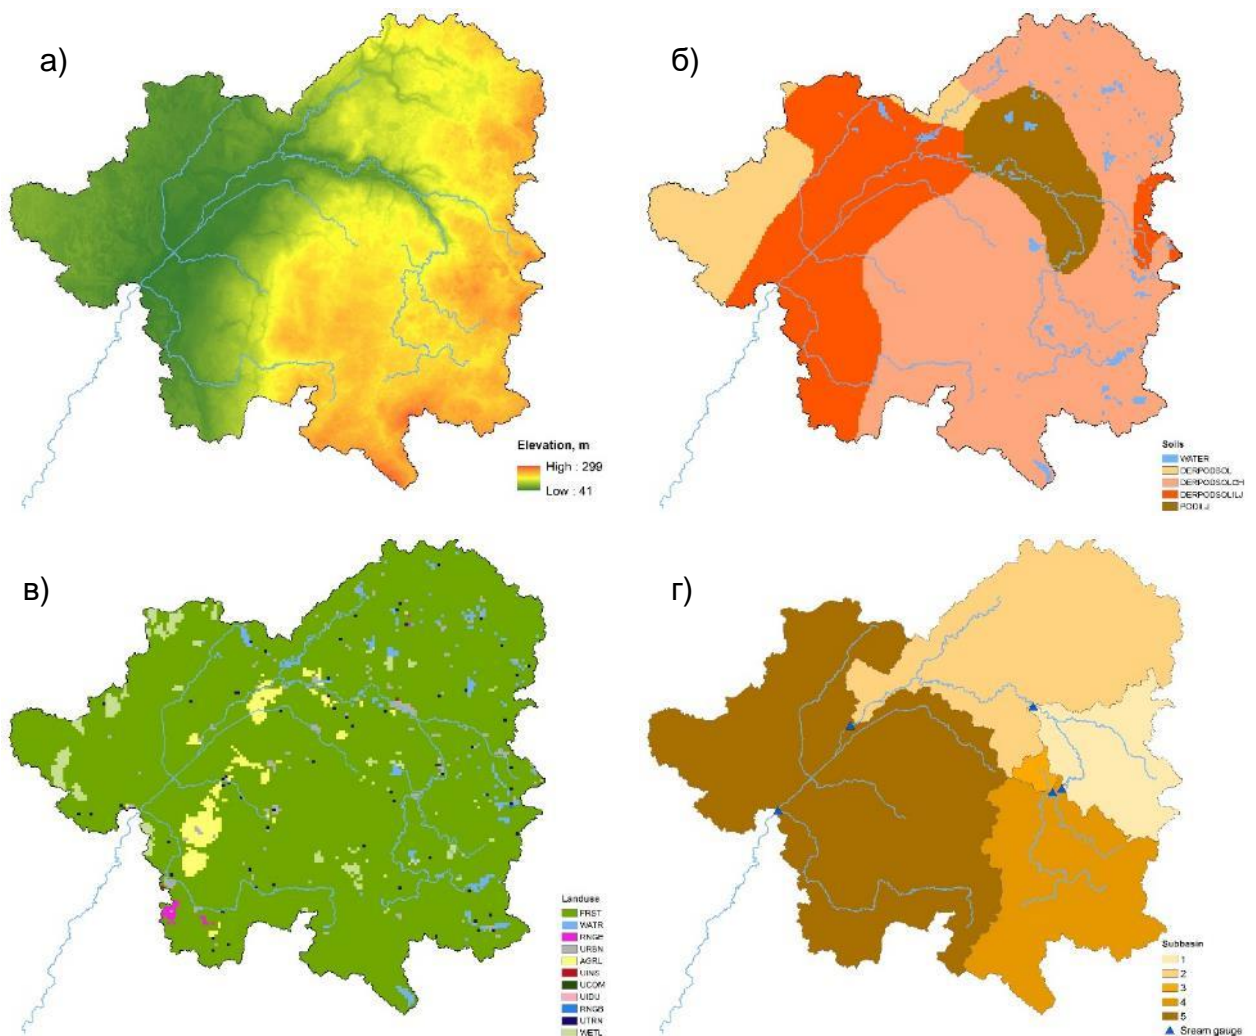 а)
Elevation, m
High : 299
Low : 41
б)
Soils
WATER
DERPODSOL
DERPODSOLCH
DERPODSOLILJ
PODILJ
в)
Landuse
FRST
WATR
RNGE
URBN
AGRL
UINS
UCOM
UIDU
RNGB
UTRN
WETL
г)
Subbasin
1
2
3
4
5
Sream gauge